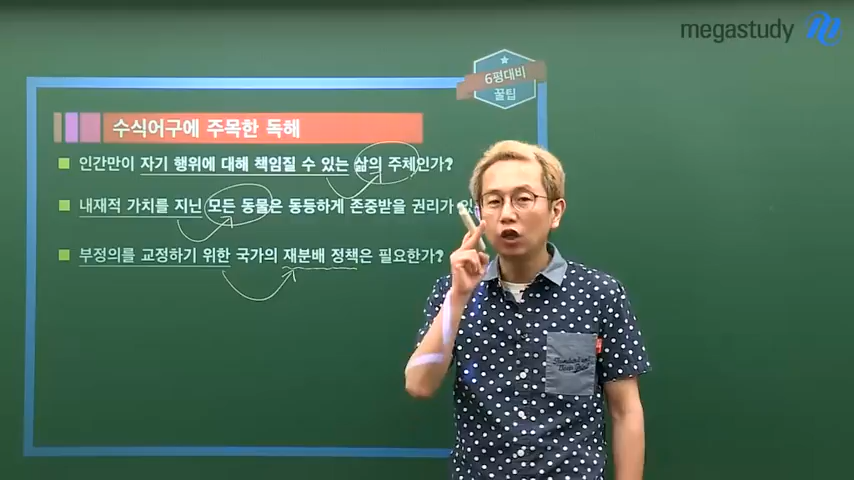 megastudy
6평대비
꿀팁
수식어구에 주목한 독해
인간만이 자기 행위에 대해 책임질 수 있는 삶의 주체인가?
내재적 가치를 지닌 모든 동물은 동등하게 존중받을 권리가
부정의를 교정하기 위한 국가의 재분배 정책은 필요한가?